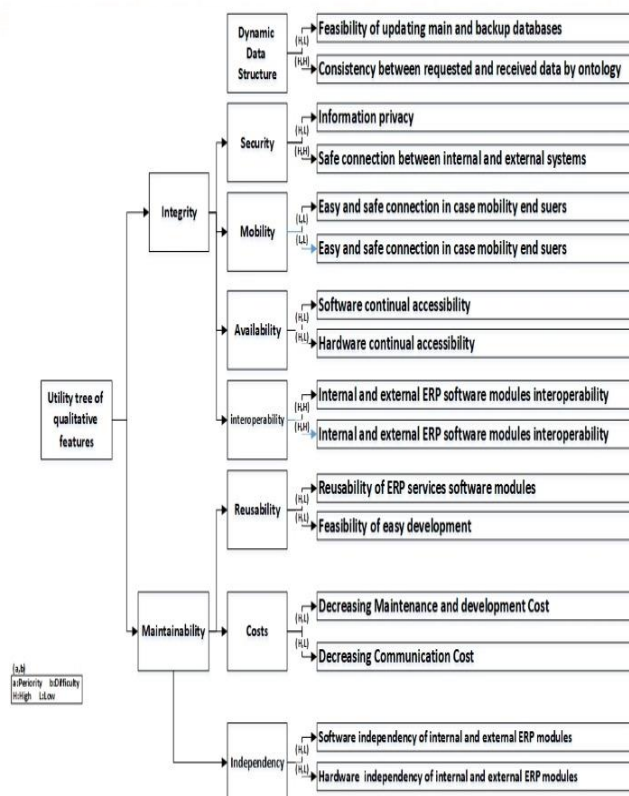 Dynamic
Data
Structure
(H,L)
Feasibility of updating main and backup databases
(H,H)
Consistency between requested and received data by ontology
Security
(H,L)
Information privacy
(H,H)
Safe connection between internal and external systems
Integrity
Mobility
(L,L)
Easy and safe connection in case mobility end suers
(L,L)
Easy and safe connection in case mobility end suers
Availability
(H,L)
Software continual accessibility
(H,L)
Hardware continual accessibility
Utility tree of
qualitative
features
interoperability
(H,H)
Internal and external ERP software modules interoperability
(H,H)
Internal and external ERP software modules interoperability
Reusability
(H,L)
Reusability of ERP services software modules
(H,L)
Feasibility of easy development
Maintainability
Costs
(H,L)
Decreasing Maintenance and development Cost
(H,L)
Decreasing Communication Cost
(a,b)
a:Periority b:Difficulty
H:High L:Low
Independency
(H,L)
Software independency of internal and external ERP modules
(H,L)
Hardware independency of internal and external ERP modules